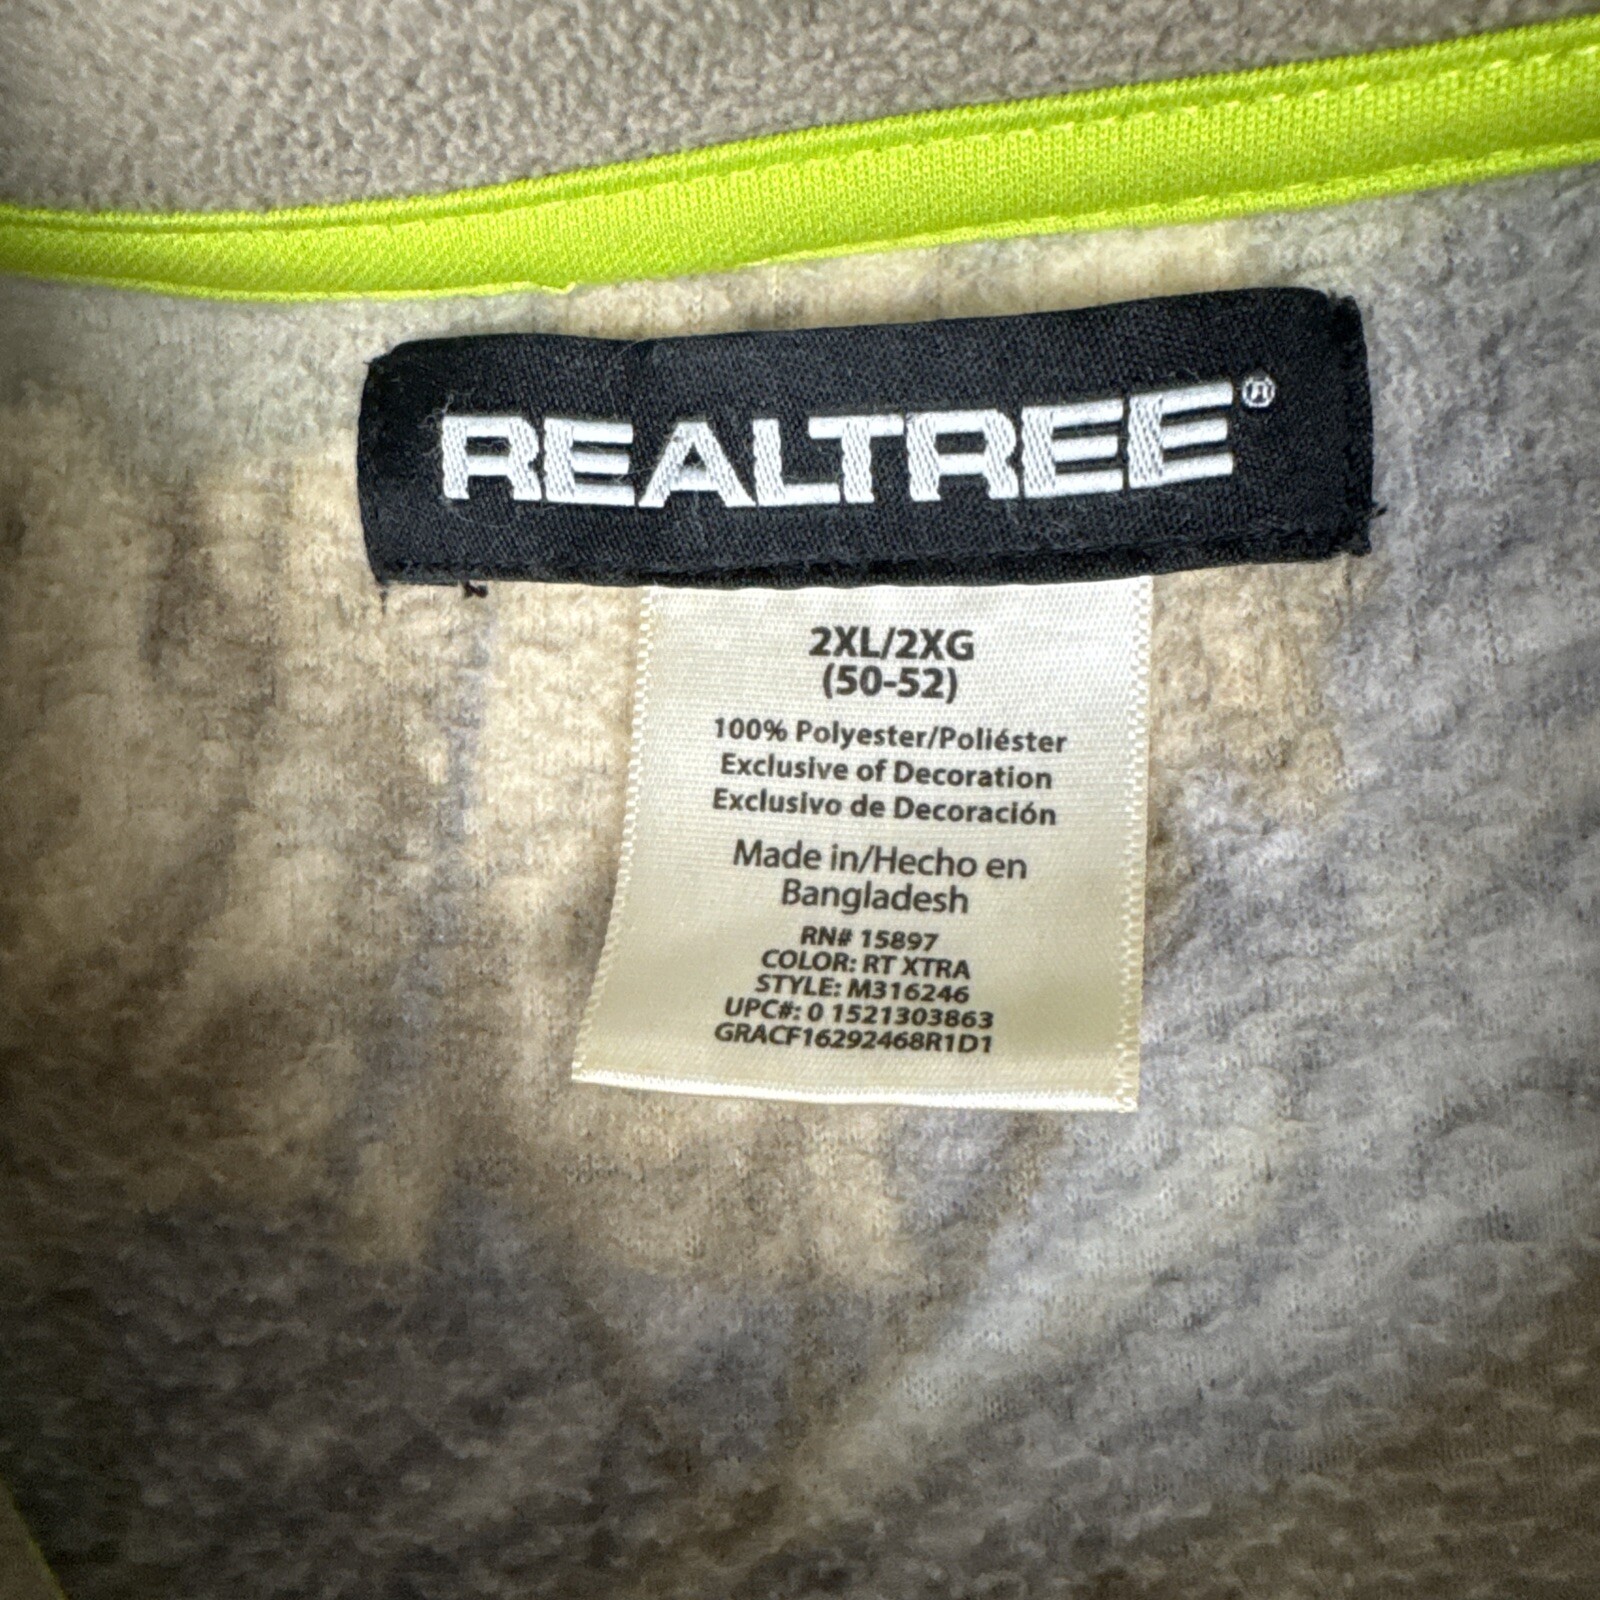 REALTREE®
2XL/2XG
(50-52)
100% Polyester/Poliéster
Exclusive of Decoration
Exclusivo de Decoración
Made in/Hecho en
Bangladesh
RN# 15897
COLOR: RT XTRA
STYLE: M316246
UPC#: 0 1521303863
GRACF16292468R1D1